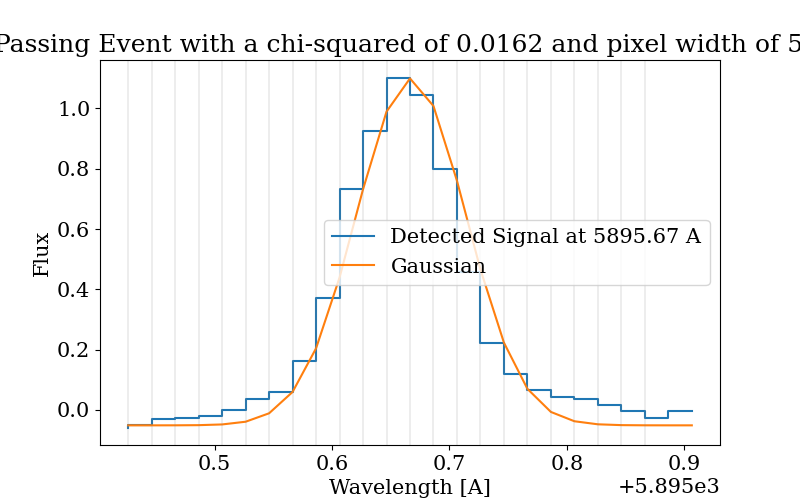 Passing Event with a chi-squared of 0.0162 and pixel width of 5
1.0
0.8
0.6
0.4
0.2
0.0
Flux
Detected Signal at 5895.67 A
Gaussian
0.5 0.6 0.7 0.8 0.9
+5.895e3
Wavelength [A]